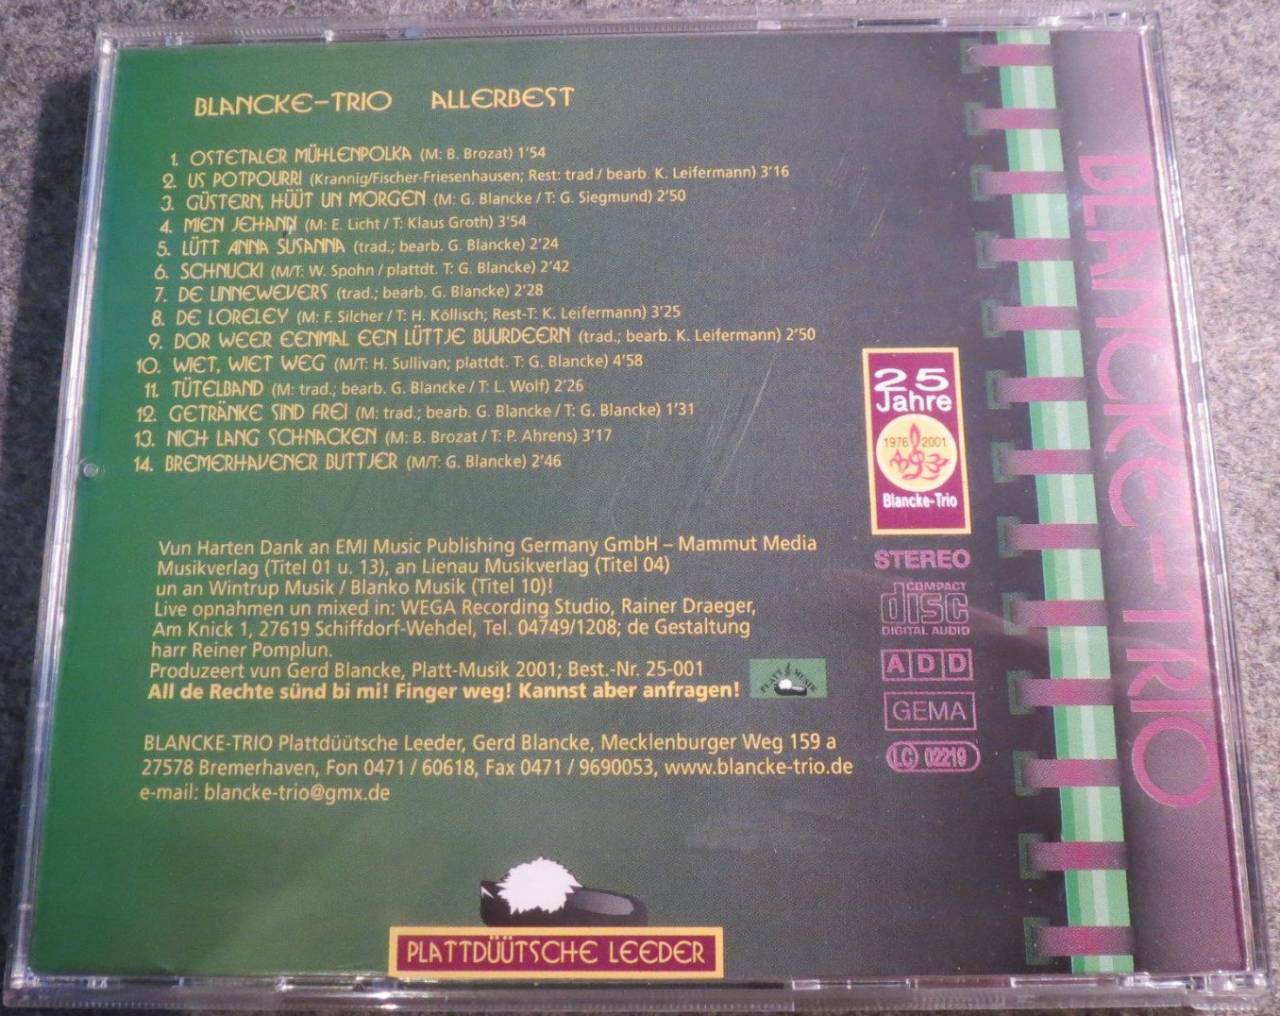 BLANCKE-TRIO ALLERBEST
1. OSTETALER MÜHLENPOLKA (M: B. Brozat) 1'54
2. US POTPOURRI (Krannig/Fischer-Friesenhausen; Rest: trad / bearb. K. Leifermann) 3'16
3. GÜSTERN, HÜÜT UN MORGEN (M: G. Blancke / T: G. Siegmund) 2'50
4. MIEN JEHANN (M: E. Licht / T: Klaus Groth) 3'54
5. LÜTT ANNA SUSANNA (trad.; bearb. G. Blancke) 2'24
6. SCHNUCKI (M/T: W. Spohn / plattdt. T: G. Blancke) 2'42
7. DE LINNEWEVERS (trad.; bearb. G. Blancke) 2'28
8. DE LORELEY (M: F. Silcher / T: H. Köllisch; Rest-T: K. Leifermann) 3'25
9. DOR WEER EENMAL EEN LÜTTJE BUURDEERN (trad.; bearb. K. Leifermann) 2'50
10. WIET, WIET WEG (M/T: H. Sullivan; plattdt. T: G. Blancke) 4'58
11. TÜTELBAND (M: trad.; bearb. G. Blancke / T: L. Wolf) 2'26
12. GETRÄNKE SIND FREI (M: trad.; bearb. G. Blancke / T: G. Blancke) 1'31
13. NICH LANG SCHNACKEN (M: B. Brozat / T: P. Ahrens) 3'17
14. BREMERHAVENER BUTTJER (M/T: G. Blancke) 2'46
Vun Harten Dank an EMI Music Publishing Germany GmbH – Mammut Media
Musikverlag (Titel 01 u. 13), an Lienau Musikverlag (Titel 04)
un an Wintrup Musik / Blanko Musik (Titel 10)!
Live opnahmen un mixed in: WEGA Recording Studio, Rainer Draeger,
Am Knick 1, 27619 Schiffdorf-Wehdel, Tel. 04749/1208; de Gestaltung
harr Reiner Pomplun.
Produzeert vun Gerd Blancke, Platt-Musik 2001; Best.-Nr. 25-001
All de Rechte sünd bi mi! Finger weg! Kannst aber anfragen!
PLATT MUSIK
BLANCKE-TRIO Plattdüütsche Leeder, Gerd Blancke, Mecklenburger Weg 159 a
27578 Bremerhaven, Fon 0471 / 60618, Fax 0471 / 9690053, www.blancke-trio.de
e-mail: blancke-trio@gmx.de
PLATTDÜÜTSCHE LEEDER
25
Jahre
1976 2001
Blancke-Trio
STEREO
COMPACT
disc
DIGITAL AUDIO
ADD
GEMA
LC 02219
BLANCKE-TRIO